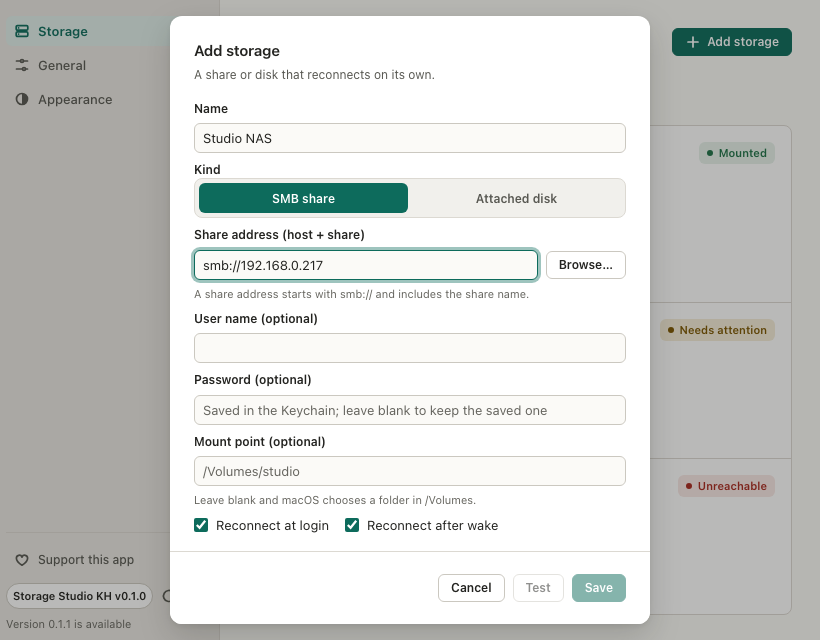 Storage
General
Appearance
Add storage
Add storage
A share or disk that reconnects on its own.
Name
Studio NAS
Kind
SMB share
Attached disk
Share address (host + share)
smb://192.168.0.217
Browse...
A share address starts with smb:// and includes the share name.
User name (optional)
Password (optional)
Saved in the Keychain; leave blank to keep the saved one
Mount point (optional)
/Volumes/studio
Leave blank and macOS chooses a folder in /Volumes.
Reconnect at login
Reconnect after wake
Cancel
Test
Save
Mounted
Needs attention
Unreachable
Support this app
Storage Studio KH v0.1.0
Version 0.1.1 is available